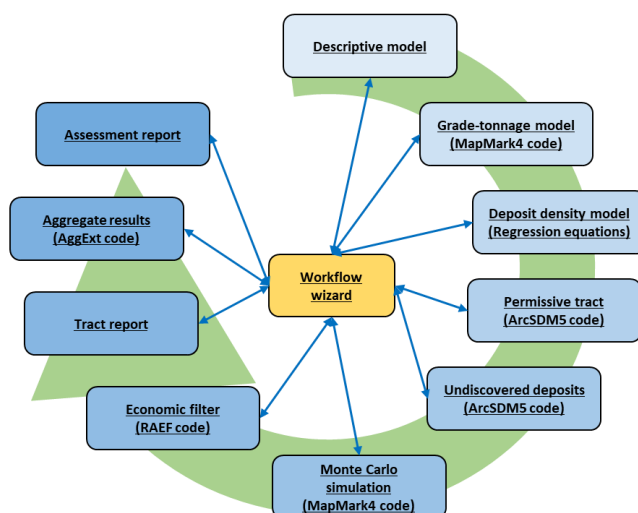 Descriptive model
Grade-tonnage model
(MapMark4 code)
Deposit density model
(Regression equations)
Permissive tract
(ArcSDM5 code)
Undiscovered deposits
(ArcSDM5 code)
Monte Carlo
simulation
(MapMark4 code)
Economic filter
(RAEF code)
Tract report
Aggregate results
(AggExt code)
Assessment report
Workflow
wizard